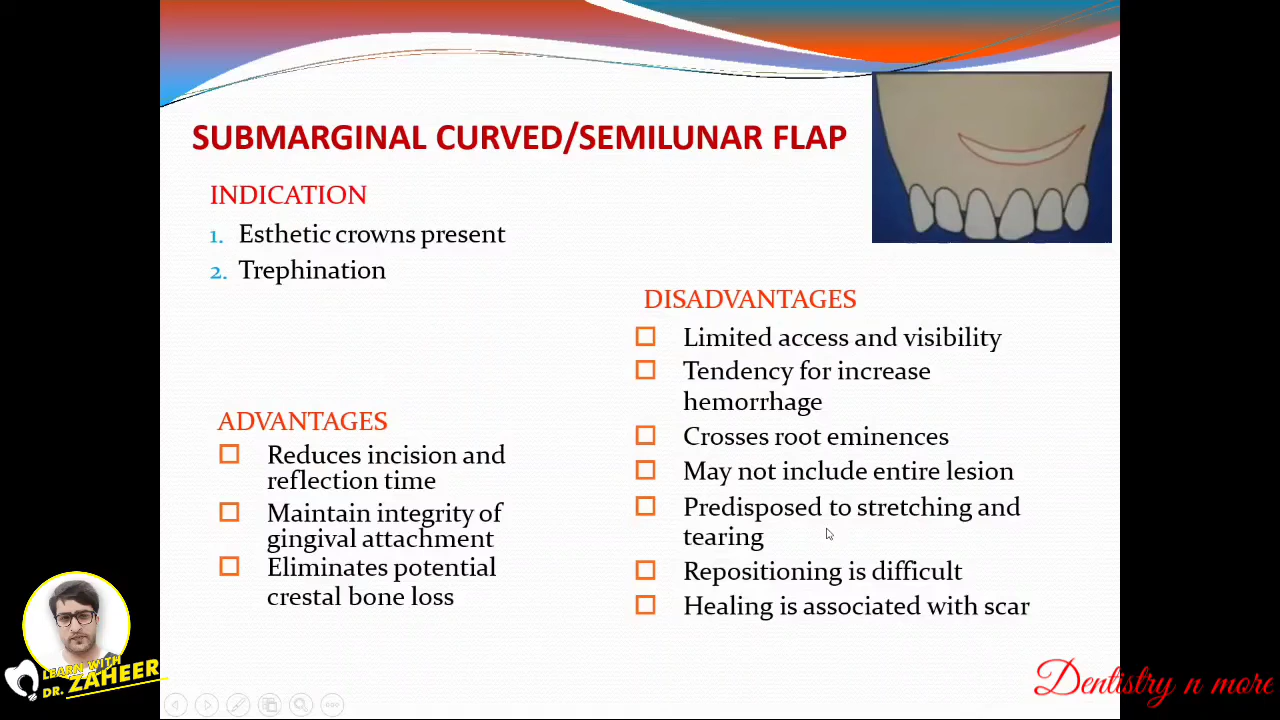 SUBMARGINAL CURVED/SEMILUNAR FLAP
INDICATION
1. Esthetic crowns present
2. Trephination
ADVANTAGES
Reduces incision and
reflection time
Maintain integrity of
gingival attachment
Eliminates potential
crestal bone loss
DISADVANTAGES
Limited access and visibility
Tendency for increase
hemorrhage
Crosses root eminences
May not include entire lesion
Predisposed to stretching and
tearing
Repositioning is difficult
Healing is associated with scar
LEARN WITH
DR. ZAHEER
Dentistry n more